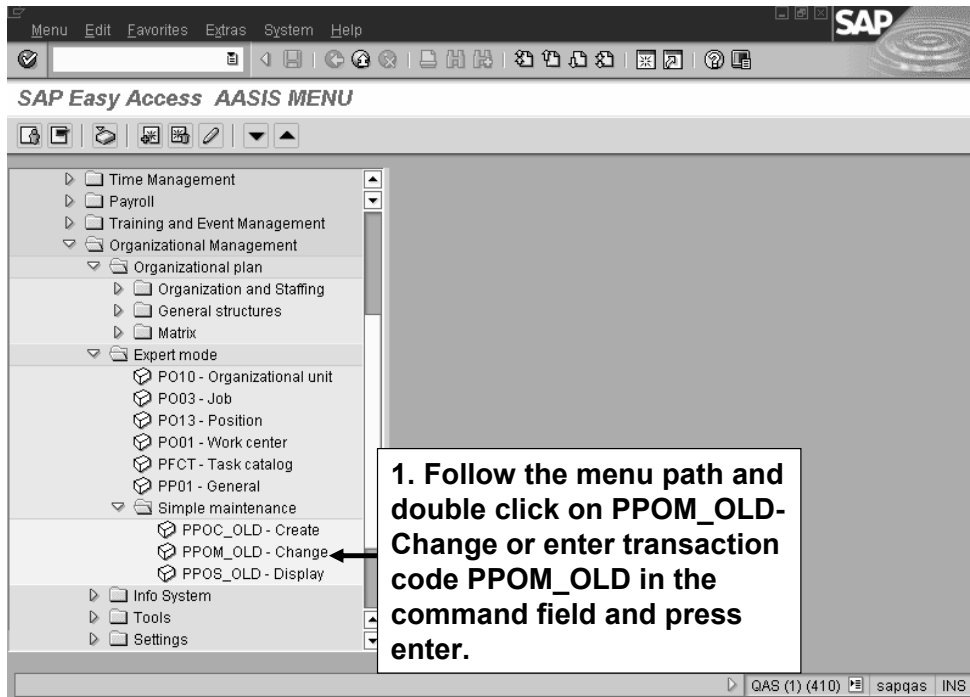 Menu Edit Favorites Extras System Help
SAP
SAP Easy Access AASIS MENU
Time Management
Payroll
Training and Event Management
Organizational Management
Organizational plan
Organization and Staffing
General structures
Matrix
Expert mode
PO10 - Organizational unit
PO03 - Job
PO13 - Position
PO01 - Work center
PFCT - Task catalog
PP01 - General
Simple maintenance
PPOC_OLD - Create
PPOM_OLD - Change
PPOS_OLD - Display
Info System
Tools
Settings
1. Follow the menu path and
double click on PPOM_OLD-
Change or enter transaction
code PPOM_OLD in the
command field and press
enter.
QAS (1) (410) sapqas INS